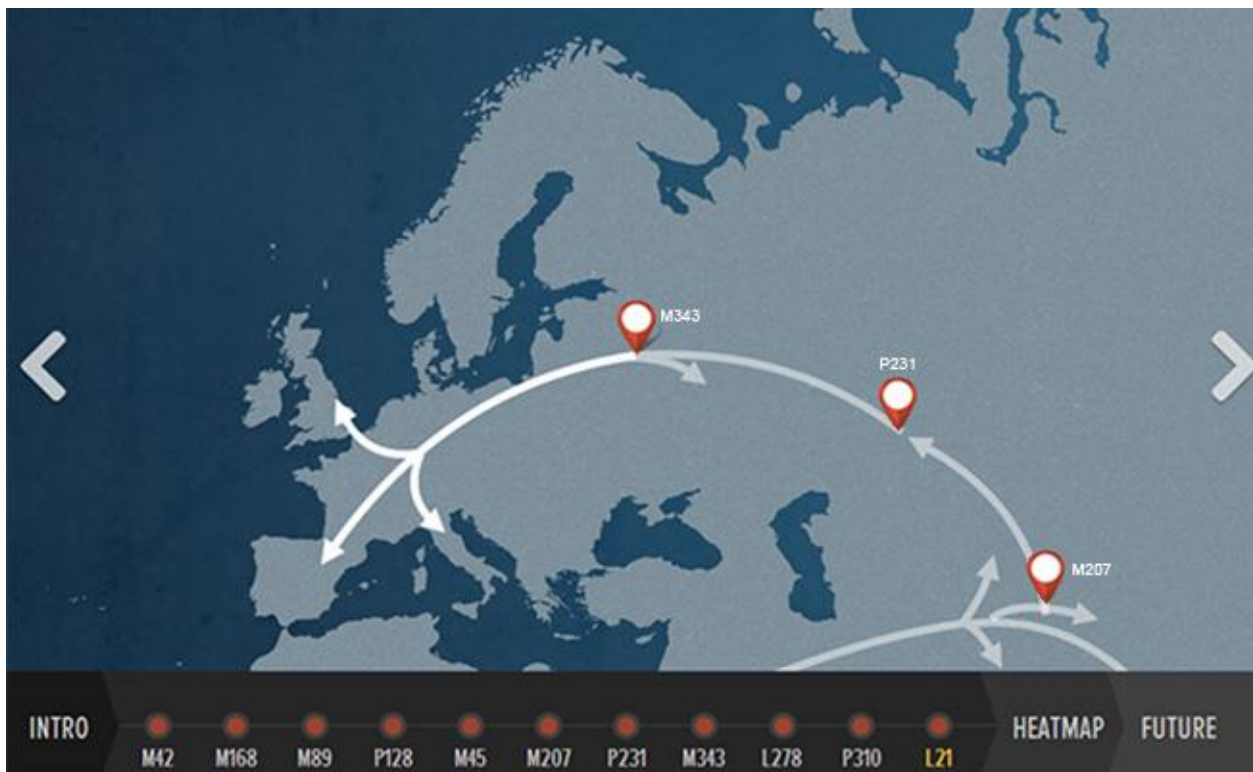 M343
P231
M207
INTRO
M42 M168 M89 P128 M45 M207 P231 M343 L278 P310 L21
HEATMAP
FUTURE